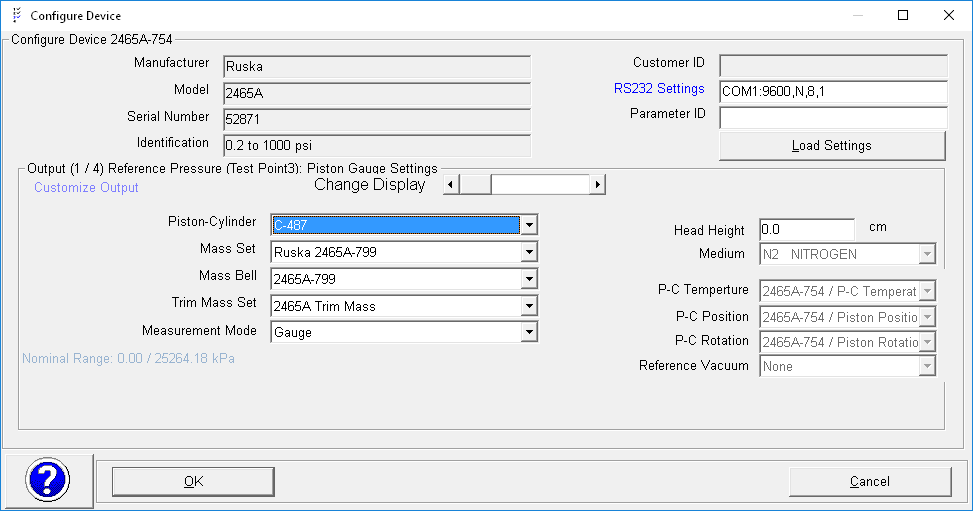 Configure Device
Configure Device 2465A-754
Manufacturer Ruska
Model 2465A
Serial Number 52871
Identification 0.2 to 1000 psi
Customer ID
RS232 Settings COM1:9600,N,8,1
Parameter ID
Load Settings
Output (1 / 4) Reference Pressure (Test Point3): Piston Gauge Settings
Customize Output
Change Display
Piston-Cylinder C-487
Mass Set Ruska 2465A-799
Mass Bell 2465A-799
Trim Mass Set 2465A Trim Mass
Measurement Mode Gauge
Nominal Range: 0.00 / 25264.18 kPa
Head Height 0.0 cm
Medium N2 NITROGEN
P-C Temperture 2465A-754 / P-C Temperat
P-C Position 2465A-754 / Piston Positio
P-C Rotation 2465A-754 / Piston Rotatio
Reference Vacuum None
?
OK
Cancel